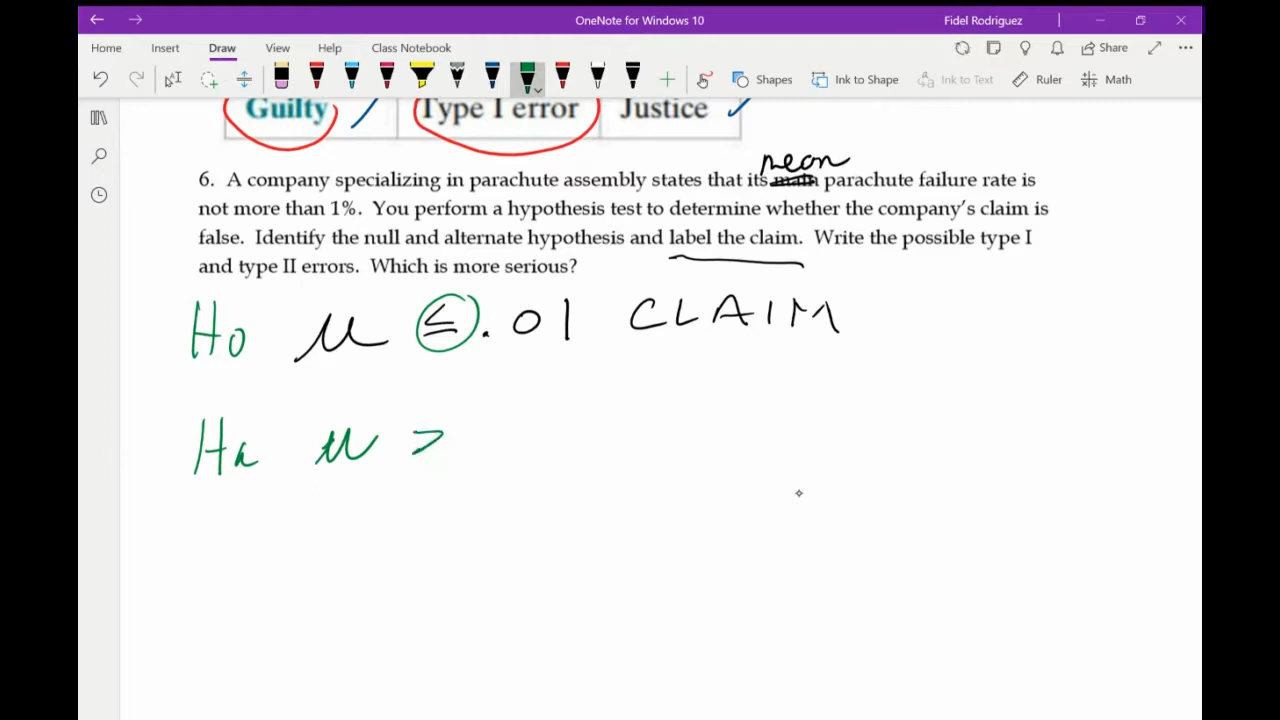 OneNote for Windows 10
Fidel Rodriguez
Home Insert Draw View Help Class Notebook
Share
Shapes Ink to Shape Ink to Text Ruler Math
Guilty Type I error Justice
mean
6. A company specializing in parachute assembly states that its main parachute failure rate is
not more than 1%. You perform a hypothesis test to determine whether the company's claim is
false. Identify the null and alternate hypothesis and label the claim. Write the possible type I
and type II errors. Which is more serious?
Ho μ ≤ .01 CLAIM
Ha μ >